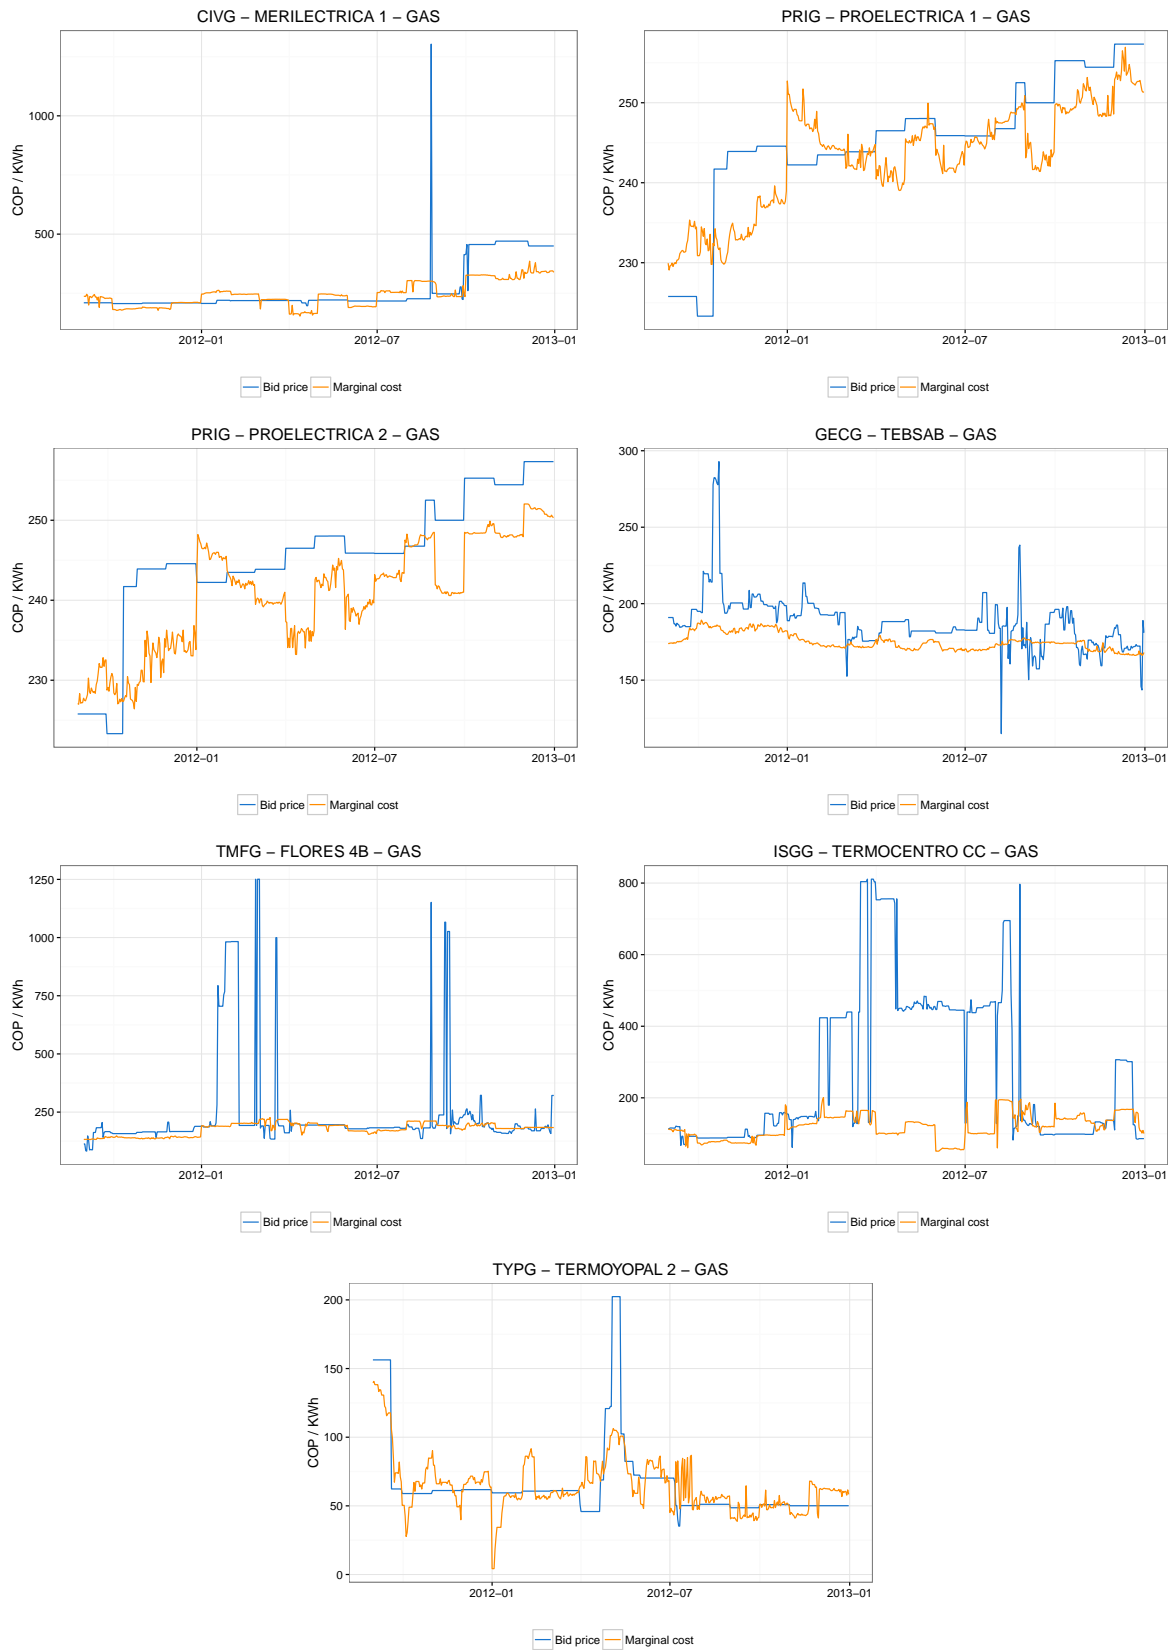 CIVG – MERILECTRICA 1 – GAS
COP / KWh
1000
500
2012–01
2012–07
2013–01
Bid price
Marginal cost
PRIG – PROELECTRICA 1 – GAS
COP / KWh
250
240
230
2012–01
2012–07
2013–01
Bid price
Marginal cost
PRIG – PROELECTRICA 2 – GAS
COP / KWh
250
240
230
2012–01
2012–07
2013–01
Bid price
Marginal cost
GECG – TEBSAB – GAS
COP / KWh
300
250
200
150
2012–01
2012–07
2013–01
Bid price
Marginal cost
TMFG – FLORES 4B – GAS
COP / KWh
1250
1000
750
500
250
2012–01
2012–07
2013–01
Bid price
Marginal cost
ISGG – TERMOCENTRO CC – GAS
COP / KWh
800
600
400
200
2012–01
2012–07
2013–01
Bid price
Marginal cost
TYPG – TERMOYOPAL 2 – GAS
COP / KWh
200
150
100
50
0
2012–01
2012–07
2013–01
Bid price
Marginal cost